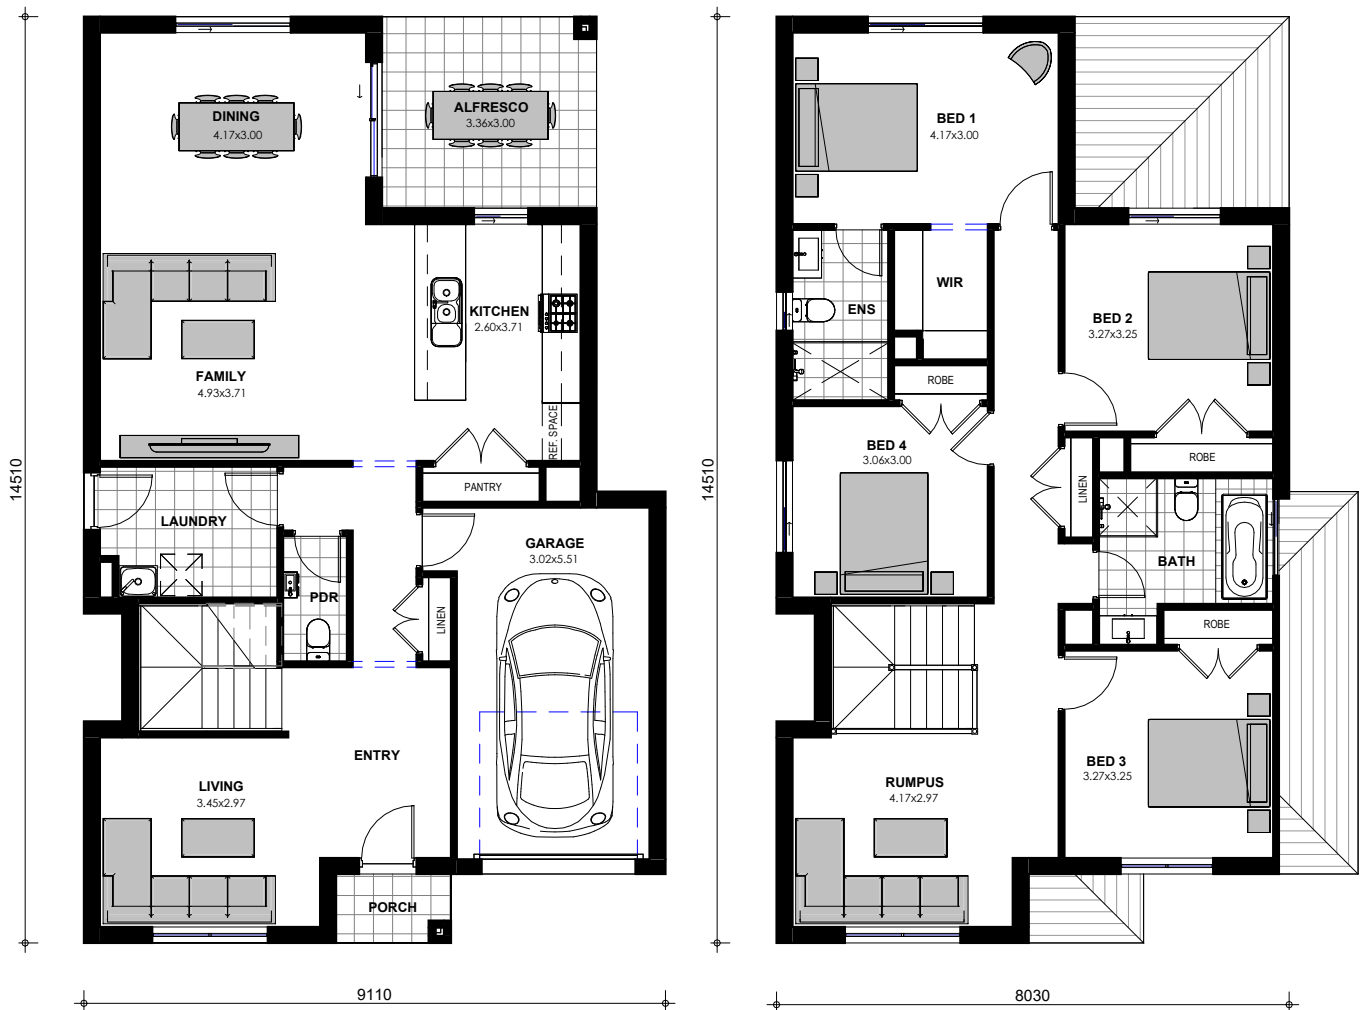 DINING
4.17x3.00
ALFRESCO
3.36x3.00
KITCHEN
2.60x3.71
FAMILY
4.93x3.71
REF. SPACE
PANTRY
LAUNDRY
GARAGE
3.02x5.51
PDR
LINEN
ENTRY
LIVING
3.45x2.97
PORCH
14510
9110
BED 1
4.17x3.00
WIR
ENS
BED 2
3.27x3.25
ROBE
BED 4
3.06x3.00
ROBE
LINEN
BATH
ROBE
BED 3
3.27x3.25
RUMPUS
4.17x2.97
14510
8030